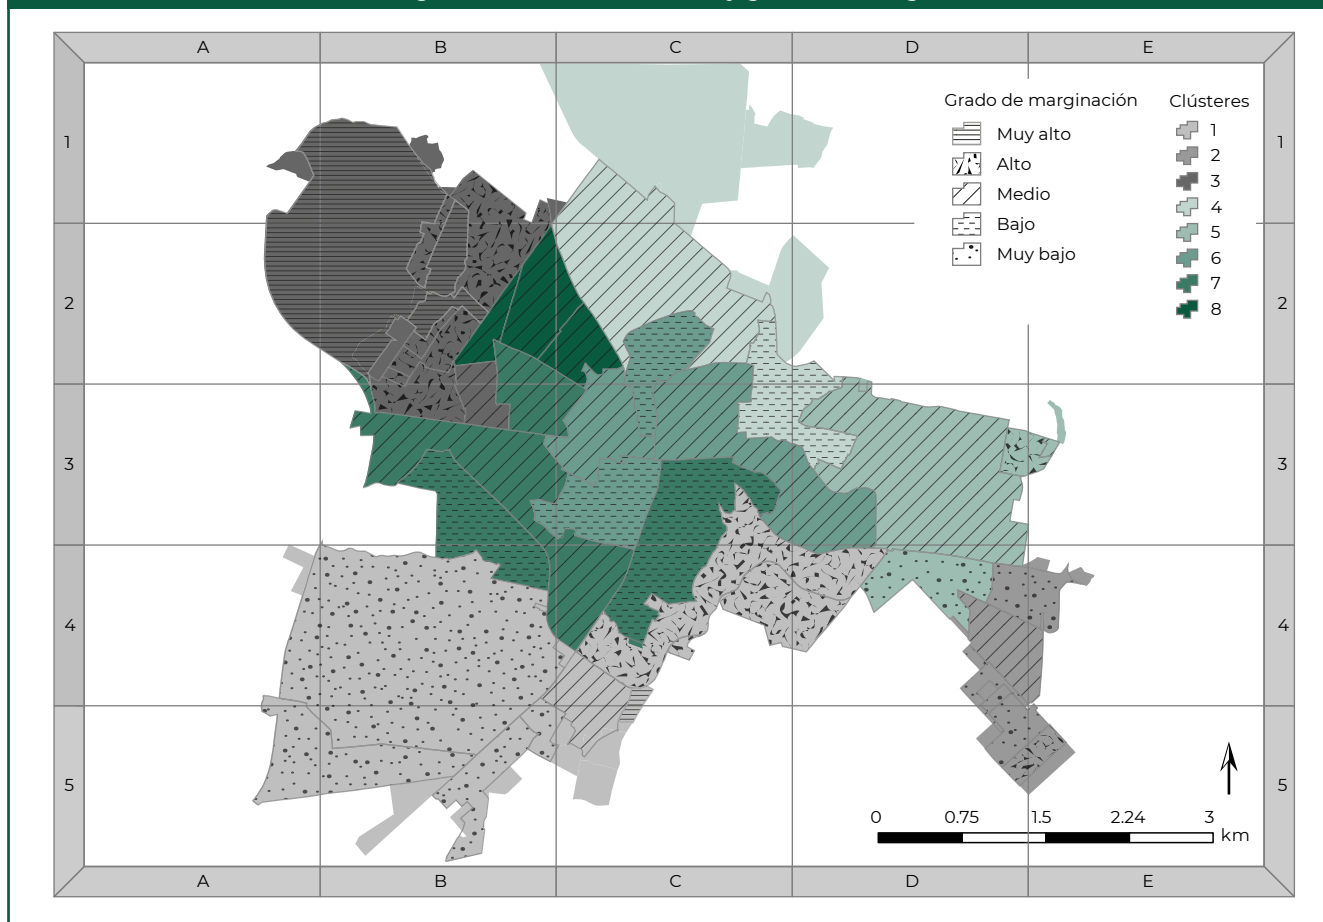 A B C D E
Grado de marginación
Muy alto
Alto
Medio
Bajo
Muy bajo
Clústeres
1
2
3
4
5
6
7
8
1 1
2 2
3 3
4 4
5 5
0 0.75 1.5 2.24 3
km
A B C D E